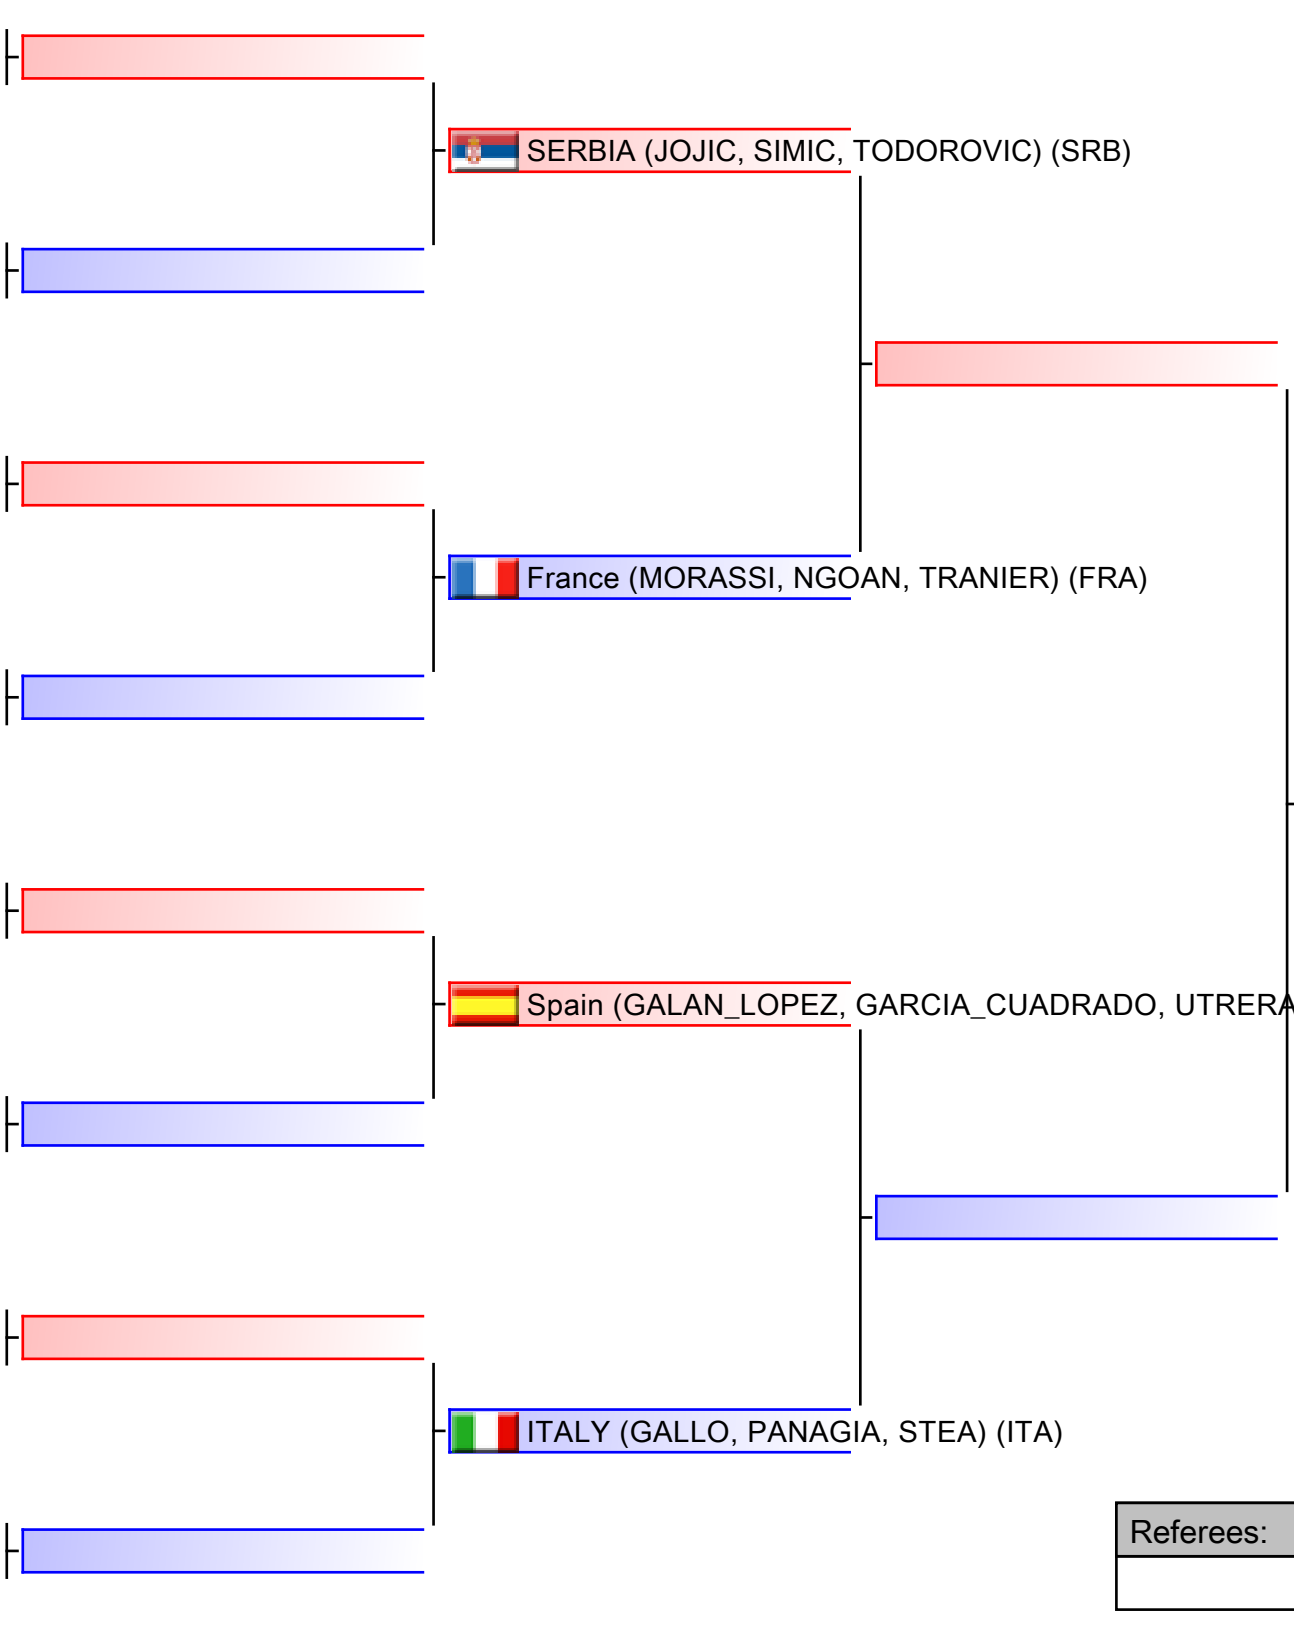 SERBIA (JOJIC, SIMIC, TODOROVIC) (SRB)
France (MORASSI, NGOAN, TRANIER) (FRA)
Spain (GALAN_LOPEZ, GARCIA_CUADRADO, UTRERA
ITALY (GALLO, PANAGIA, STEA) (ITA)
Referees: